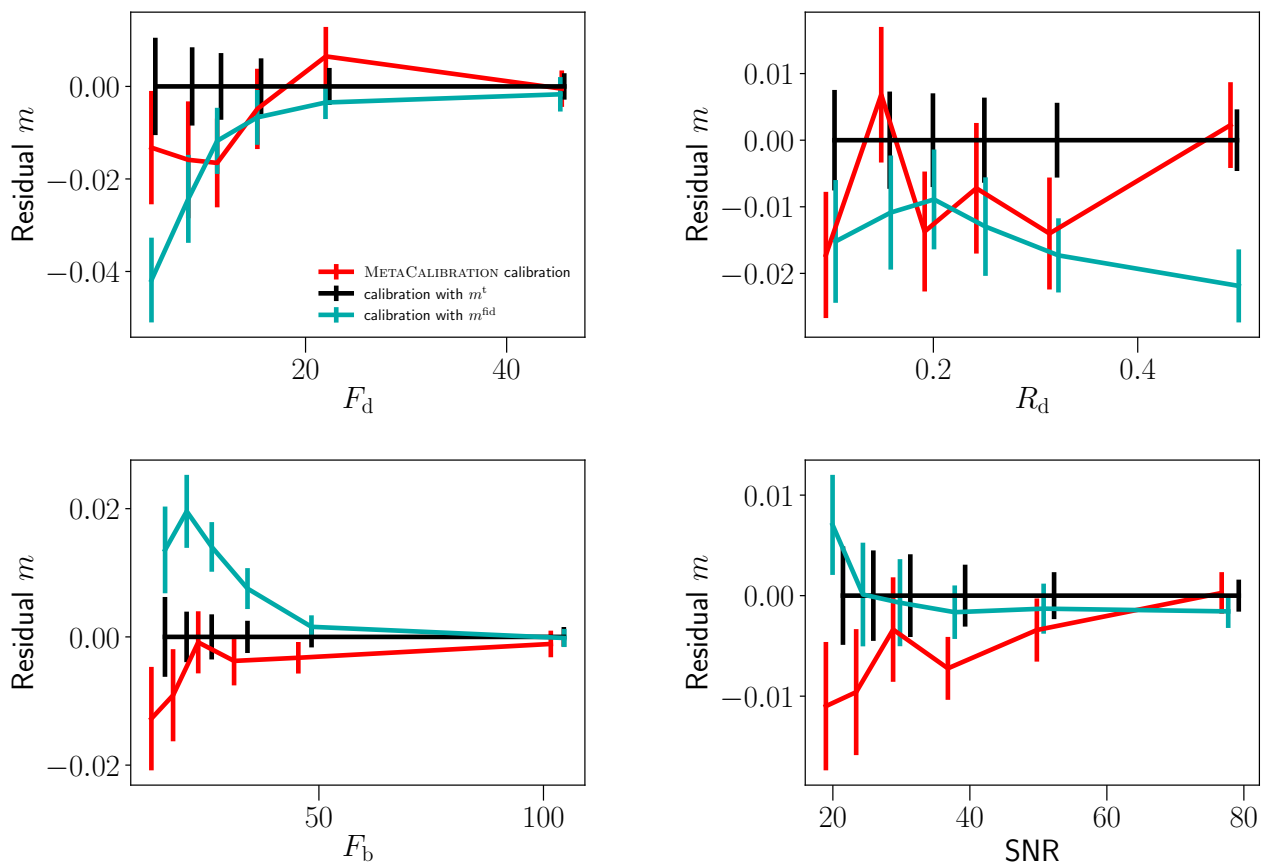 0.00
−0.02
−0.04
Residual m
20
40
F_d
METACALIBRATION calibration
calibration with m^t
calibration with m^fid
0.01
0.00
−0.01
−0.02
Residual m
0.2
0.4
R_d
0.02
0.00
−0.02
Residual m
50
100
F_b
0.01
0.00
−0.01
Residual m
20
40
60
80
SNR